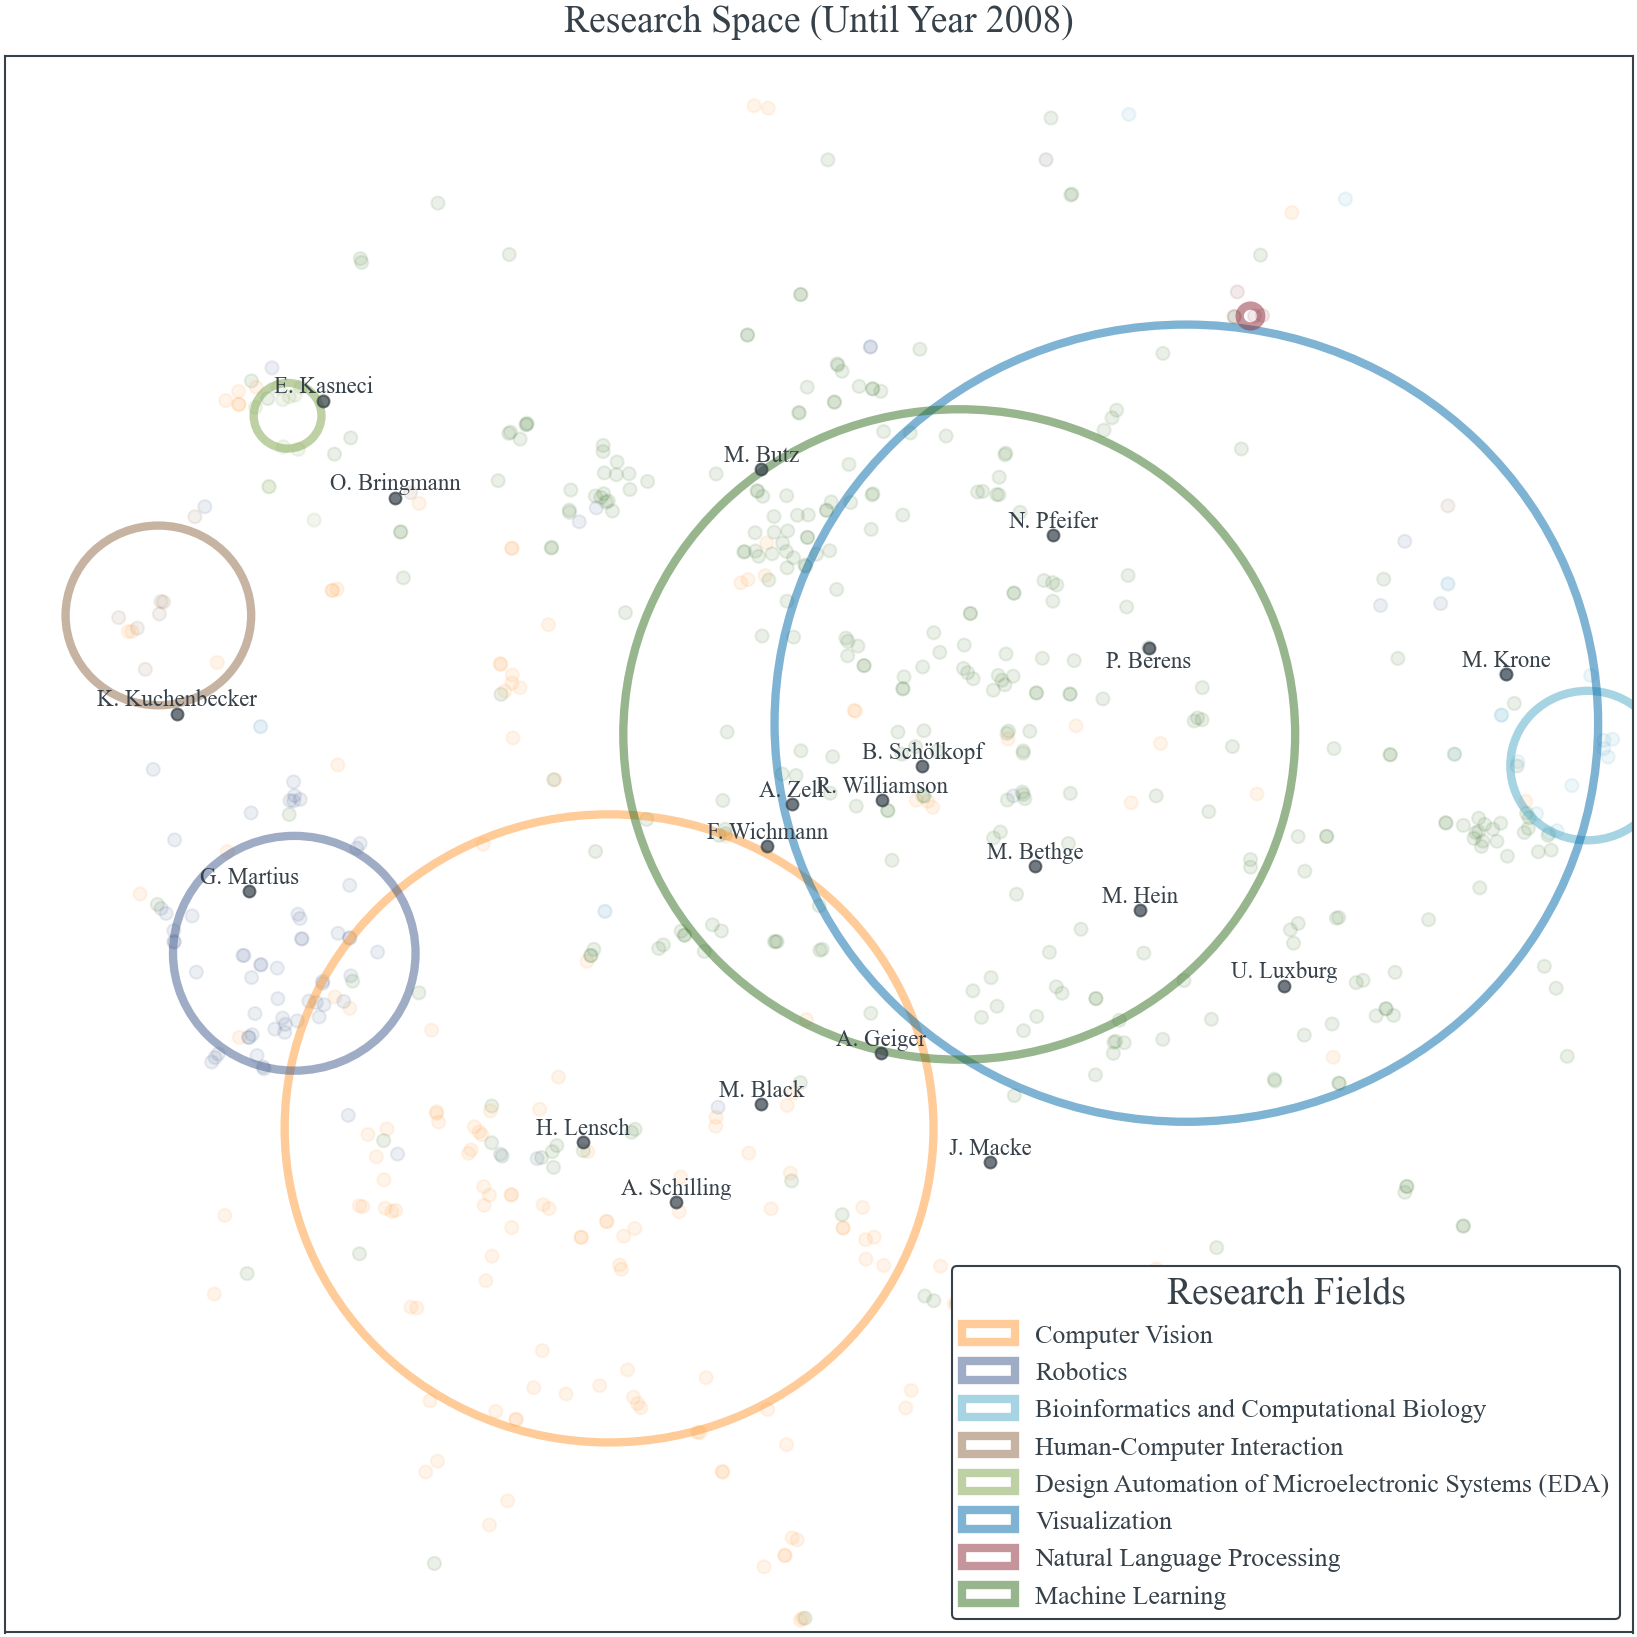 Research Space (Until Year 2008)
E. Kasneci
M. Butz
O. Bringmann
N. Pfeifer
P. Berens
M. Krone
K. Kuchenbecker
B. Schölkopf
A. Zell
R. Williamson
F. Wichmann
M. Bethge
G. Martius
M. Hein
U. Luxburg
A. Geiger
M. Black
H. Lensch
J. Macke
A. Schilling
Research Fields
Computer Vision
Robotics
Bioinformatics and Computational Biology
Human-Computer Interaction
Design Automation of Microelectronic Systems (EDA)
Visualization
Natural Language Processing
Machine Learning